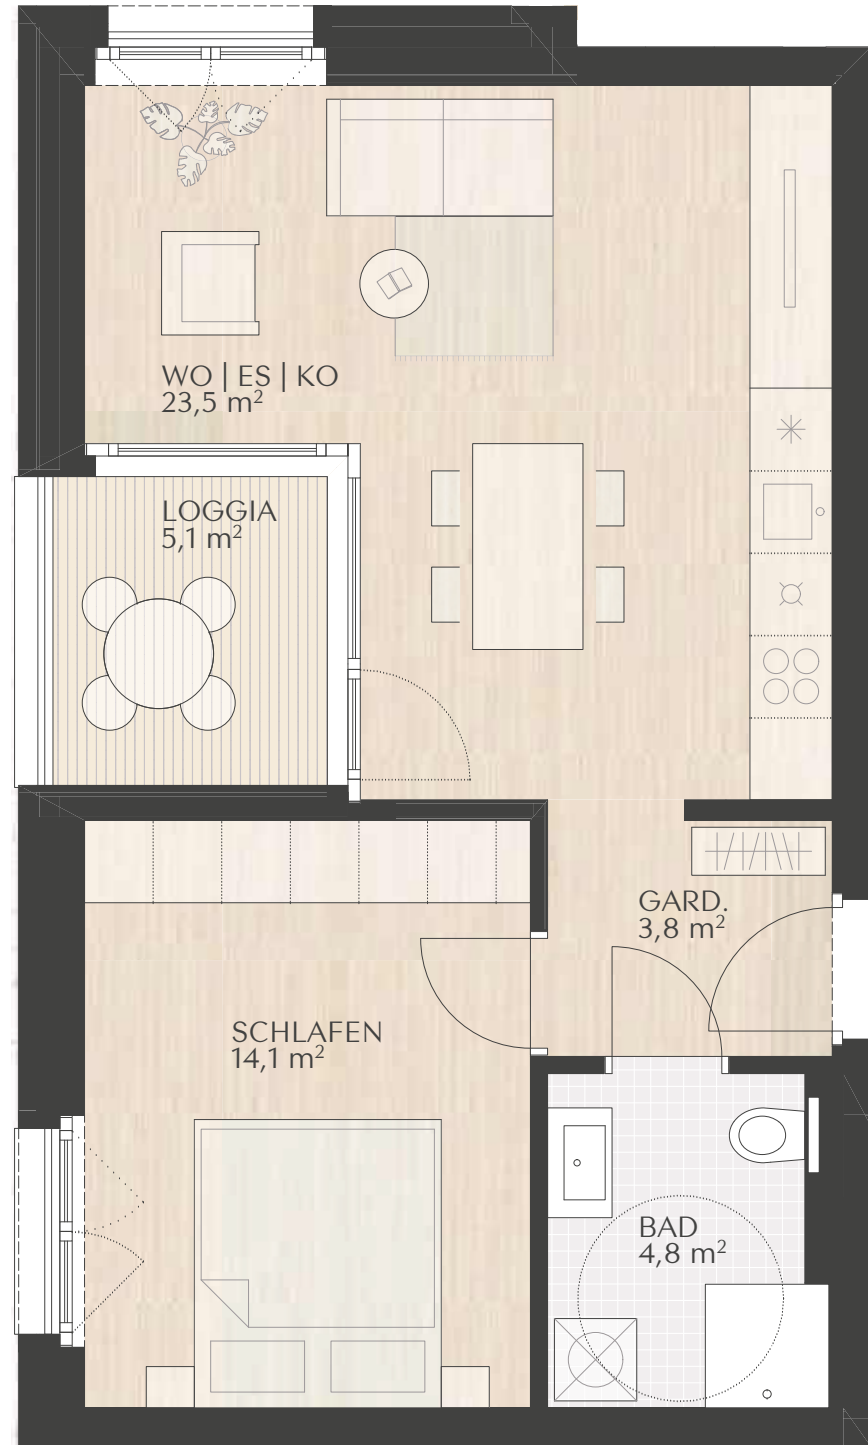 WO | ES | KO
23,5 m²
LOGGIA
5,1 m²
GARD.
3,8 m²
SCHLAFEN
14,1 m²
BAD
4,8 m²